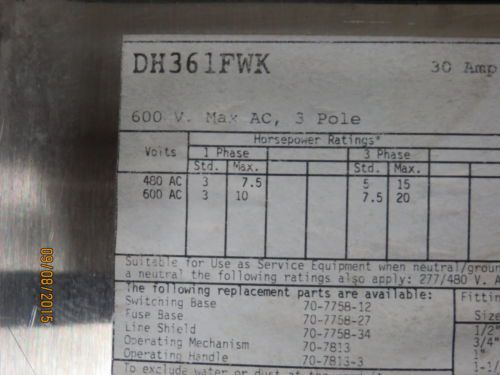 DH361FWK 30 Amp
600 V. Max AC, 3 Pole
Horsepower Ratings*
Volts 1 Phase 3 Phase
Std. Max. Std. Max.
480 AC 3 7.5 5 15
600 AC 3 10 7.5 20
Suitable for Use as Service Equipment when neutral/groun
a neutral the following ratings also apply: 277/480 V. A
The following replacement parts are available: Fittin
Switching Base 70-7758-12 Size
Fuse Base 70-7758-27 1/2"
Line Shield 70-7758-34 3/4"
Operating Mechanism 70-7813 1"
Operating Handle 70-7813-3 1-1/
To exclude water or dust
09/08/2015